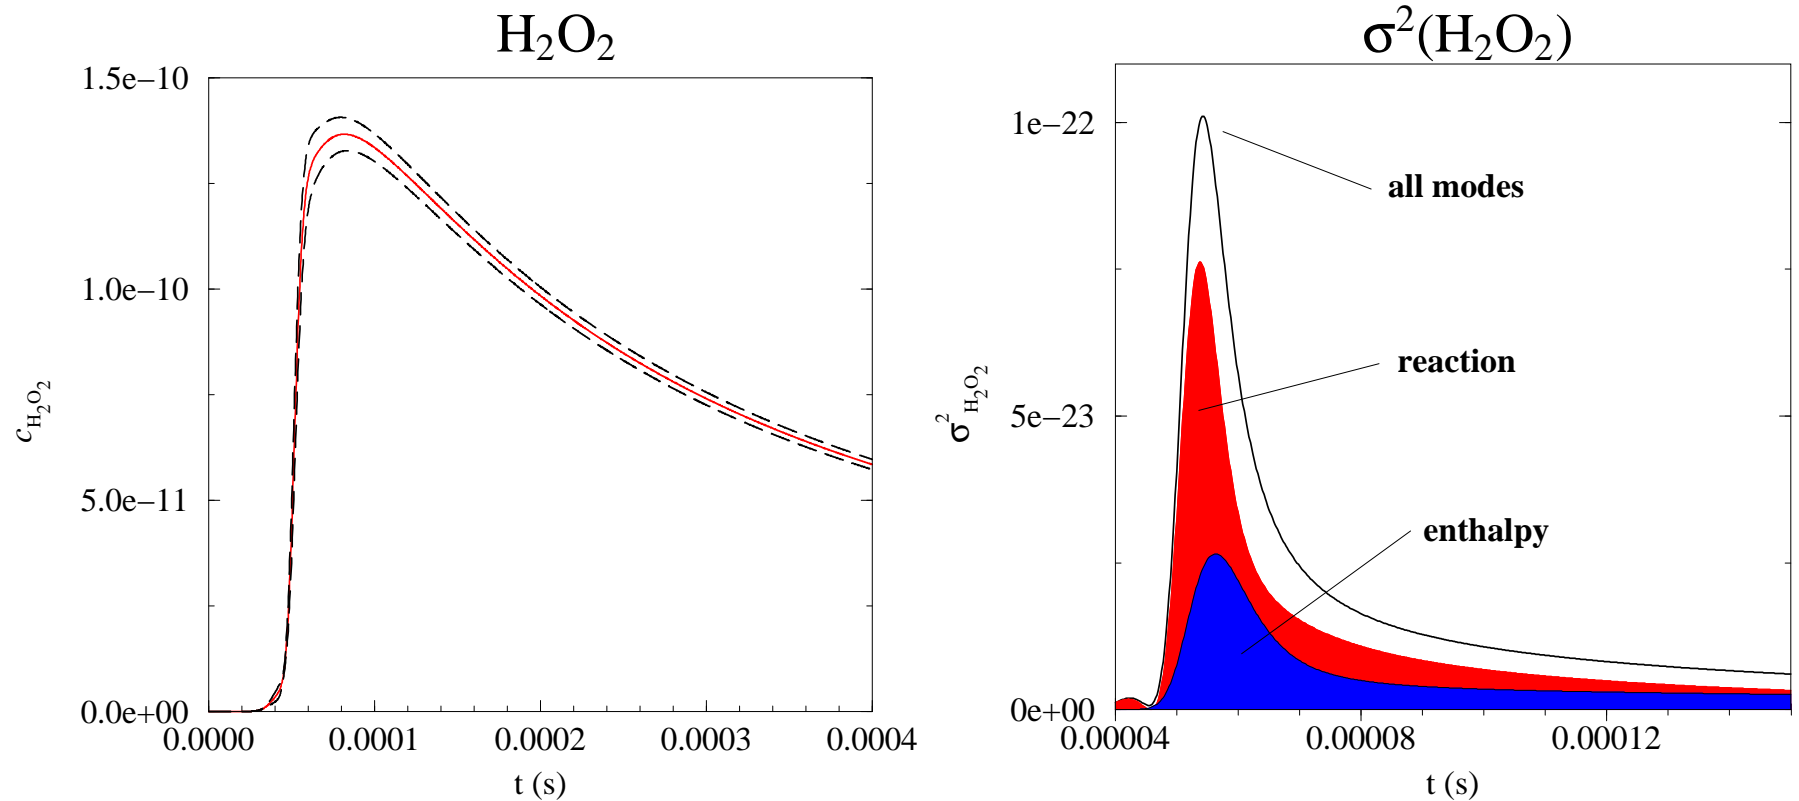 H₂O₂
1.5e−10
1.0e−10
5.0e−11
0.0e+00
c_H₂O₂
0.0000 0.0001 0.0002 0.0003 0.0004
t (s)
σ²(H₂O₂)
1e−22
5e−23
0e+00
σ²_H₂O₂
all modes
reaction
enthalpy
0.00004 0.00008 0.00012
t (s)